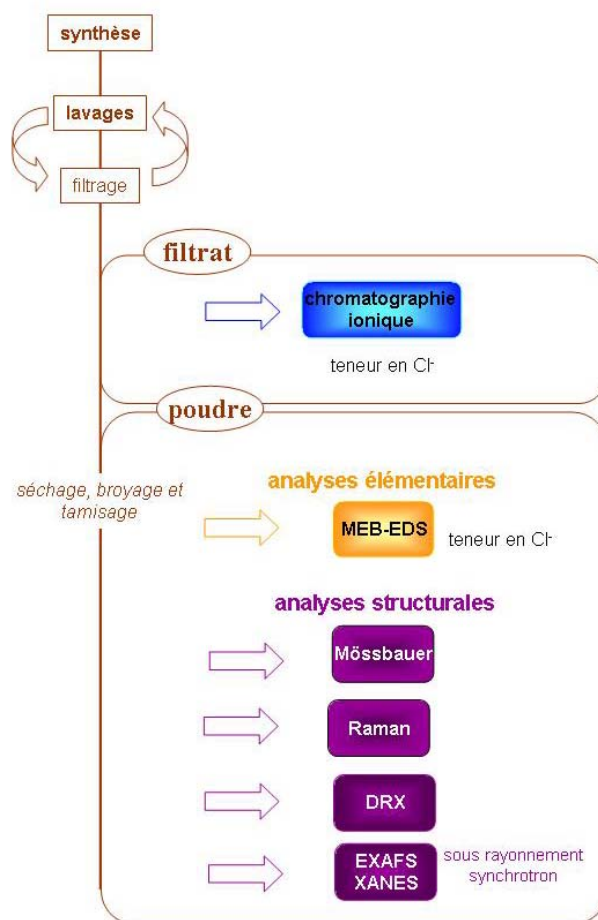 synthèse
lavages
filtrage
filtrat
chromatographie
ionique
teneur en Cl-
poudre
séchage, broyage et
tamisage
analyses élémentaires
MEB-EDS
teneur en Cl-
analyses structurales
Mössbauer
Raman
DRX
EXAFS
XANES
sous rayonnement
synchrotron